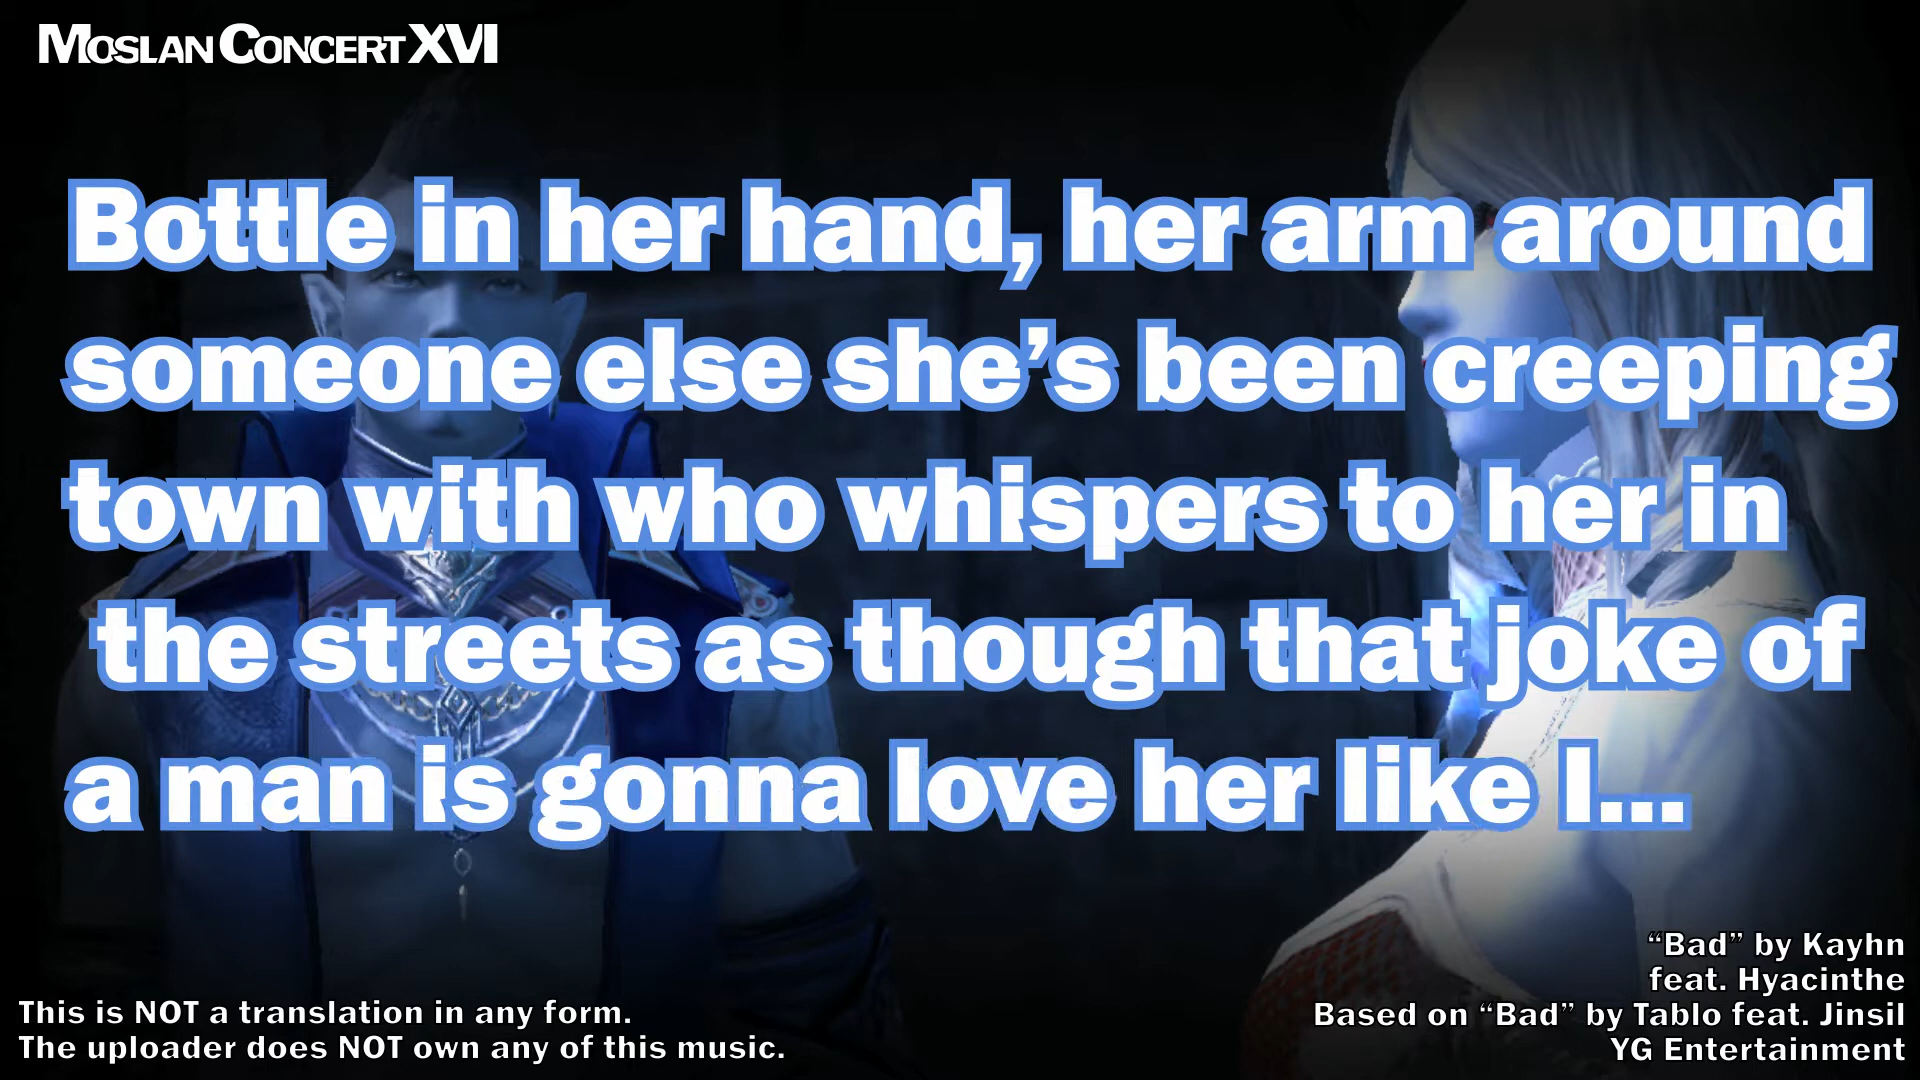 MOSLAN CONCERT XVI
Bottle in her hand, her arm around
someone else she’s been creeping
town with who whispers to her in
the streets as though that joke of
a man is gonna love her like I...
“Bad” by Kayhn
feat. Hyacinthe
Based on “Bad” by Tablo feat. Jinsil
YG Entertainment
This is NOT a translation in any form.
The uploader does NOT own any of this music.